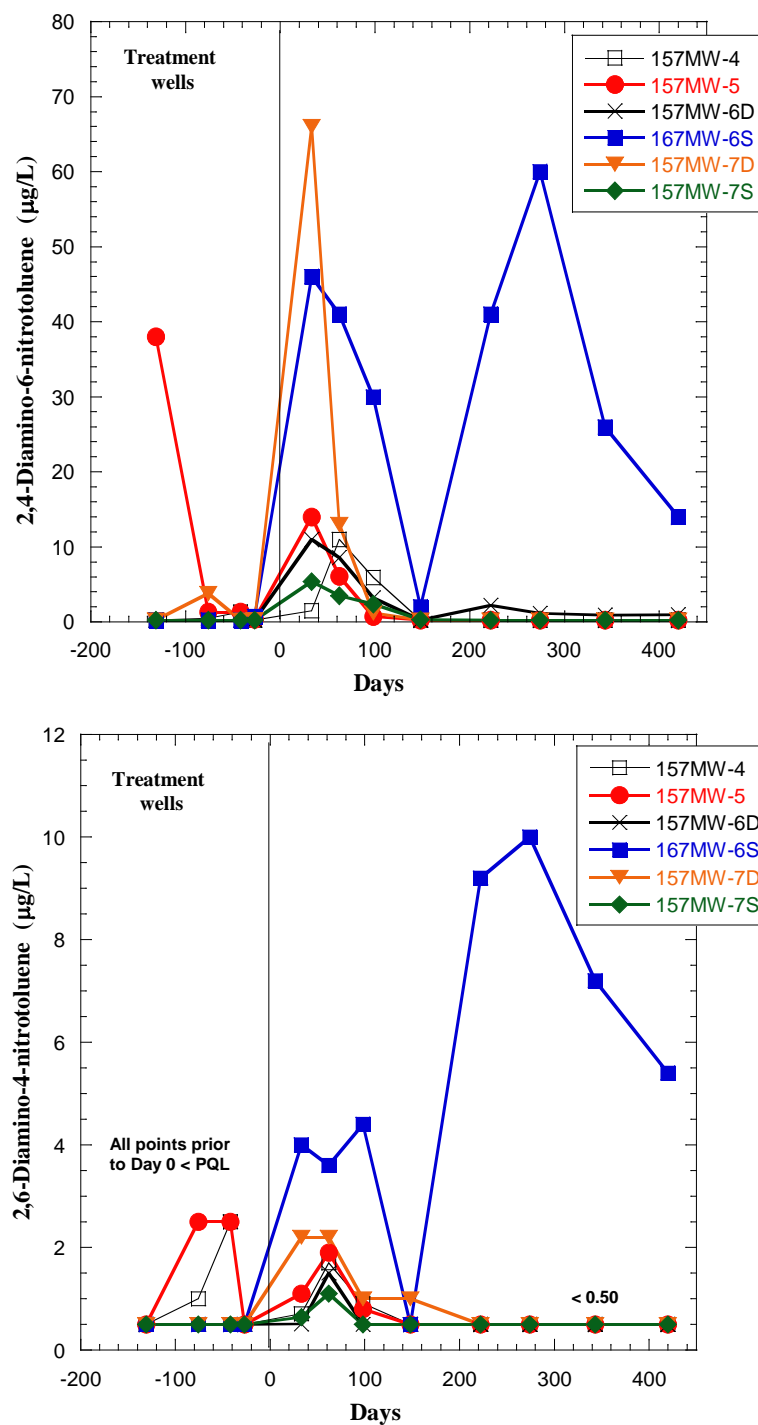 80
70
60
50
40
30
20
10
0
2,4-Diamino-6-nitrotoluene (µg/L)
Treatment
wells
157MW-4
157MW-5
157MW-6D
167MW-6S
157MW-7D
157MW-7S
-200 -100 0 100 200 300 400
Days
12
10
8
6
4
2
0
2,6-Diamino-4-nitrotoluene (µg/L)
Treatment
wells
157MW-4
157MW-5
157MW-6D
167MW-6S
157MW-7D
157MW-7S
All points prior
to Day 0 < PQL
< 0.50
-200 -100 0 100 200 300 400
Days